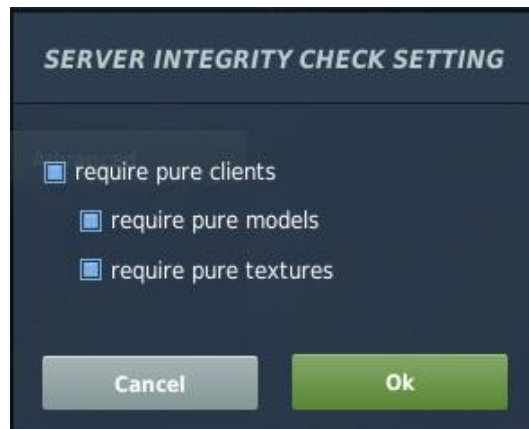 SERVER INTEGRITY CHECK SETTING
require pure clients
require pure models
require pure textures
Cancel
Ok